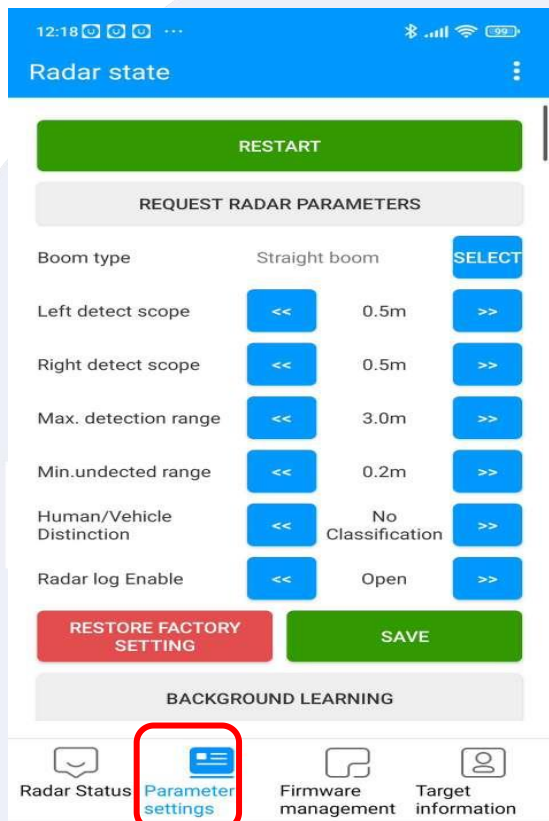 12:18 ... 99
Radar state
RESTART
REQUEST RADAR PARAMETERS
Boom type Straight boom SELECT
Left detect scope << 0.5m >>
Right detect scope << 0.5m >>
Max. detection range << 3.0m >>
Min.undected range << 0.2m >>
Human/Vehicle
Distinction << No
Classification >>
Radar log Enable << Open >>
RESTORE FACTORY
SETTING
SAVE
BACKGROUND LEARNING
Radar Status
Parameter
settings
Firmware
management
Target
information